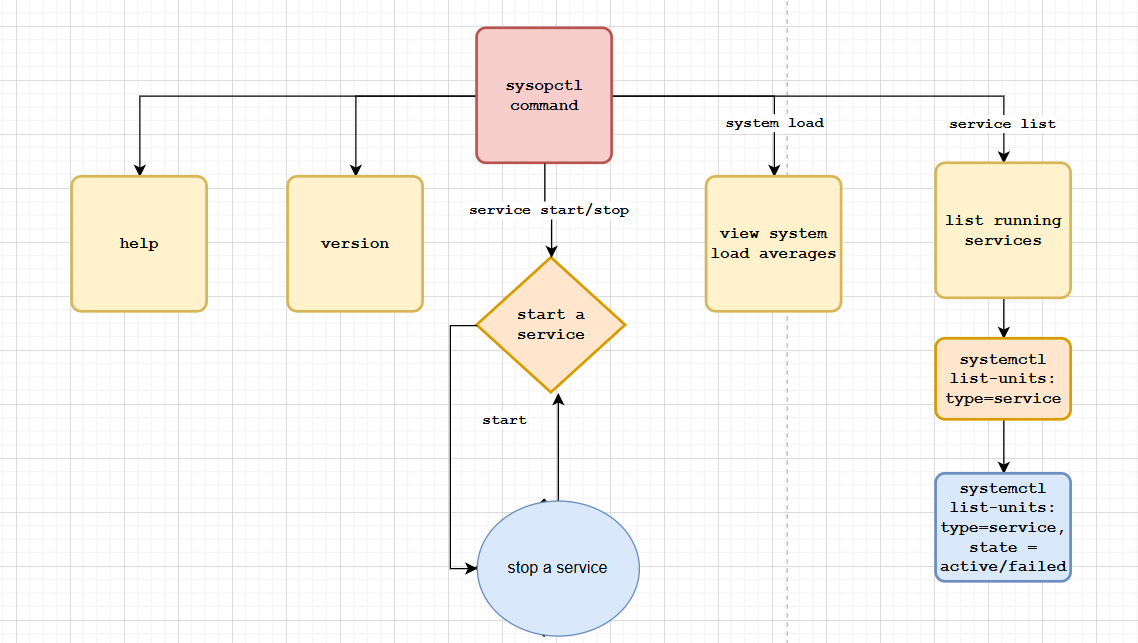 sysopctl
command
system load
service list
service start/stop
help
version
view system
load averages
list running
services
start a
service
systemctl
list-units:
type=service
start
systemctl
list-units:
type=service,
state =
active/failed
stop a service